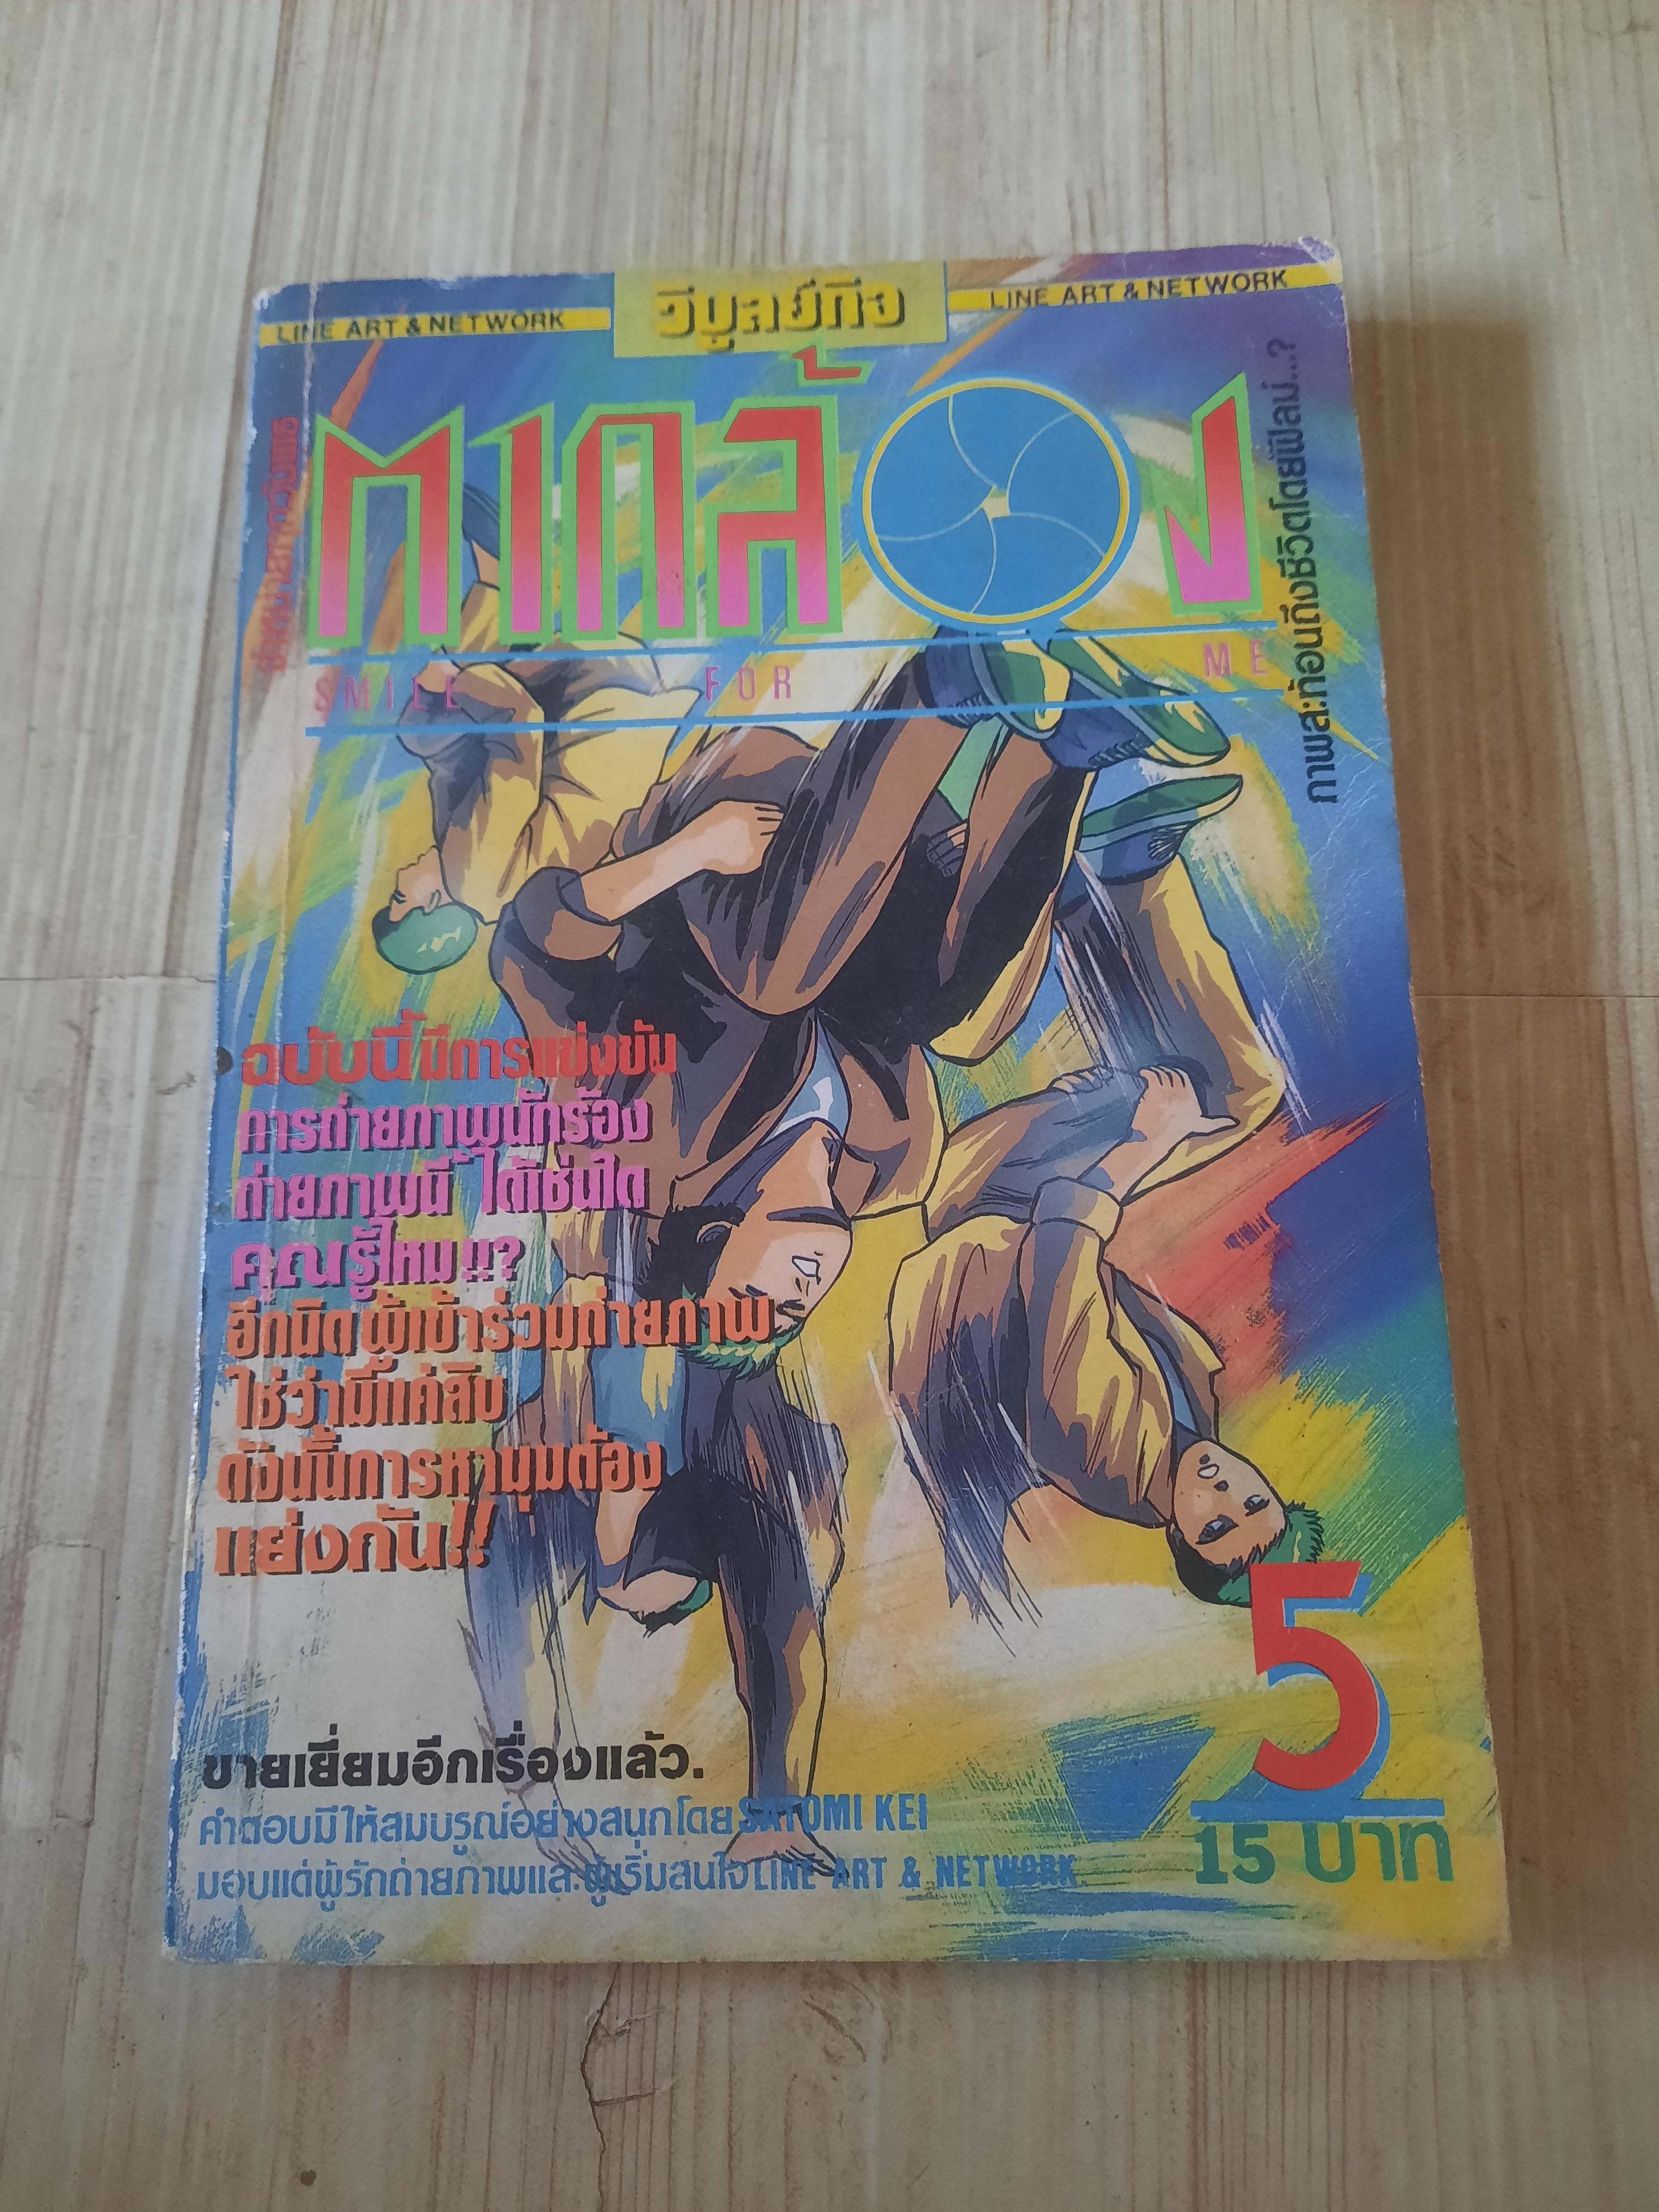 LINE ART & NETWORK
วิบูลย์กิจ
LINE ART & NETWORK
ตากล้อง
SMILE FOR ME
ภาพสะท้อนถึงชีวิตโดยฟิล์ม...?
ฉบับนี้มีการแข่งขัน
การถ่ายภาพนักร้อง
ถ่ายภาพนี้ ได้เช่นใด
คุณรู้ไหม!!?
อีกนิดผู้เข้าร่วมถ่ายภาพ
ใช่ว่ามีแค่สิบ
ดังนั้นการหามุมต้อง
แย่งกัน!!
5
15 บาท
ขายเยี่ยมอีกเรื่องแล้ว.
คำตอบมีให้สมบูรณ์อย่างสนุกโดย SATOMI KEI
มอบแด่ผู้รักถ่ายภาพและผู้เริ่มสนใจ LINE ART & NETWORK.